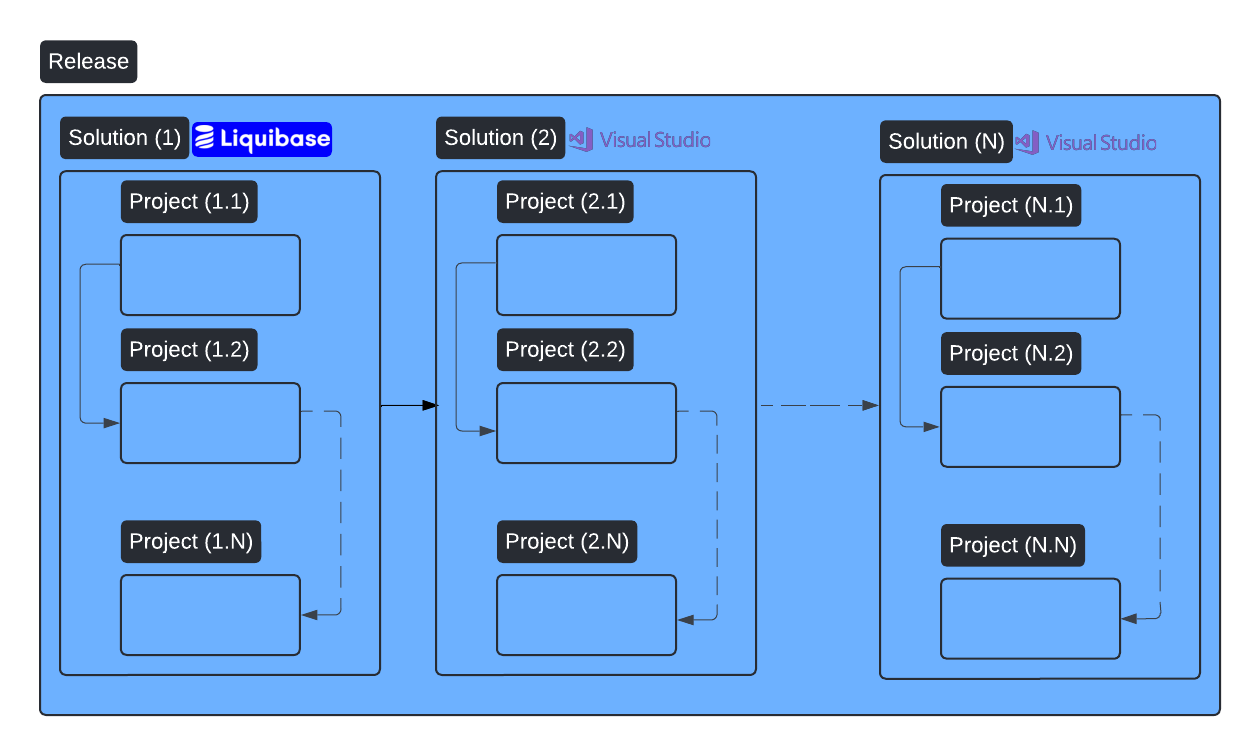 Release
Solution (1)
Liquibase
Project (1.1)
Project (1.2)
Project (1.N)
Solution (2)
Visual Studio
Project (2.1)
Project (2.2)
Project (2.N)
Solution (N)
Visual Studio
Project (N.1)
Project (N.2)
Project (N.N)